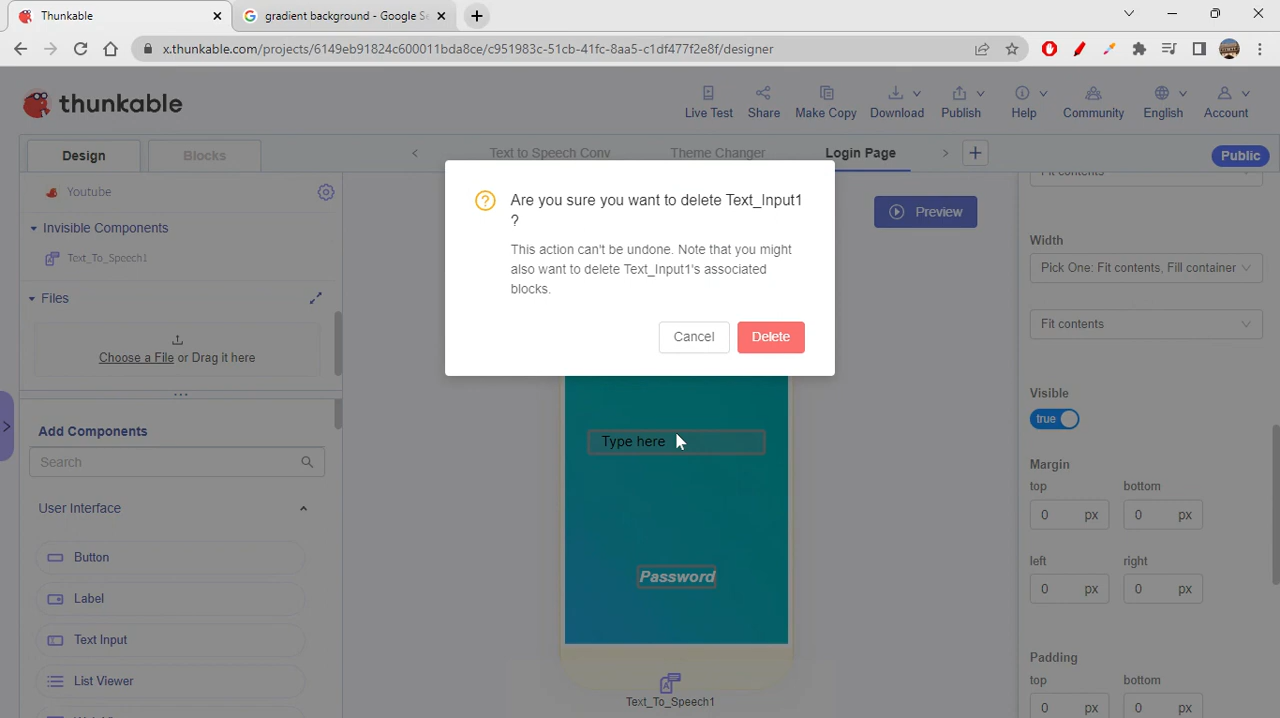 Thunkable
gradient background - Google Se
x.thunkable.com/projects/6149eb91824c600011bda8ce/c951983c-51cb-41fc-8aa5-c1df477f2e8f/designer
thunkable
Live Test
Share
Make Copy
Download
Publish
Help
Community
English
Account
Design
Blocks
Text to Speech Conv
Theme Changer
Login Page
Public
Youtube
Invisible Components
Text_To_Speech1
Files
Choose a File or Drag it here
Add Components
Search
User Interface
Button
Label
Text Input
List Viewer
Are you sure you want to delete Text_Input1
?
This action can't be undone. Note that you might
also want to delete Text_Input1's associated
blocks.
Cancel
Delete
Preview
Type here
Password
Text_To_Speech1
Fit contents
Width
Pick One: Fit contents, Fill container
Fit contents
Visible
true
Margin
top
bottom
0 px
0 px
left
right
0 px
0 px
Padding
top
bottom
0 px
0 px